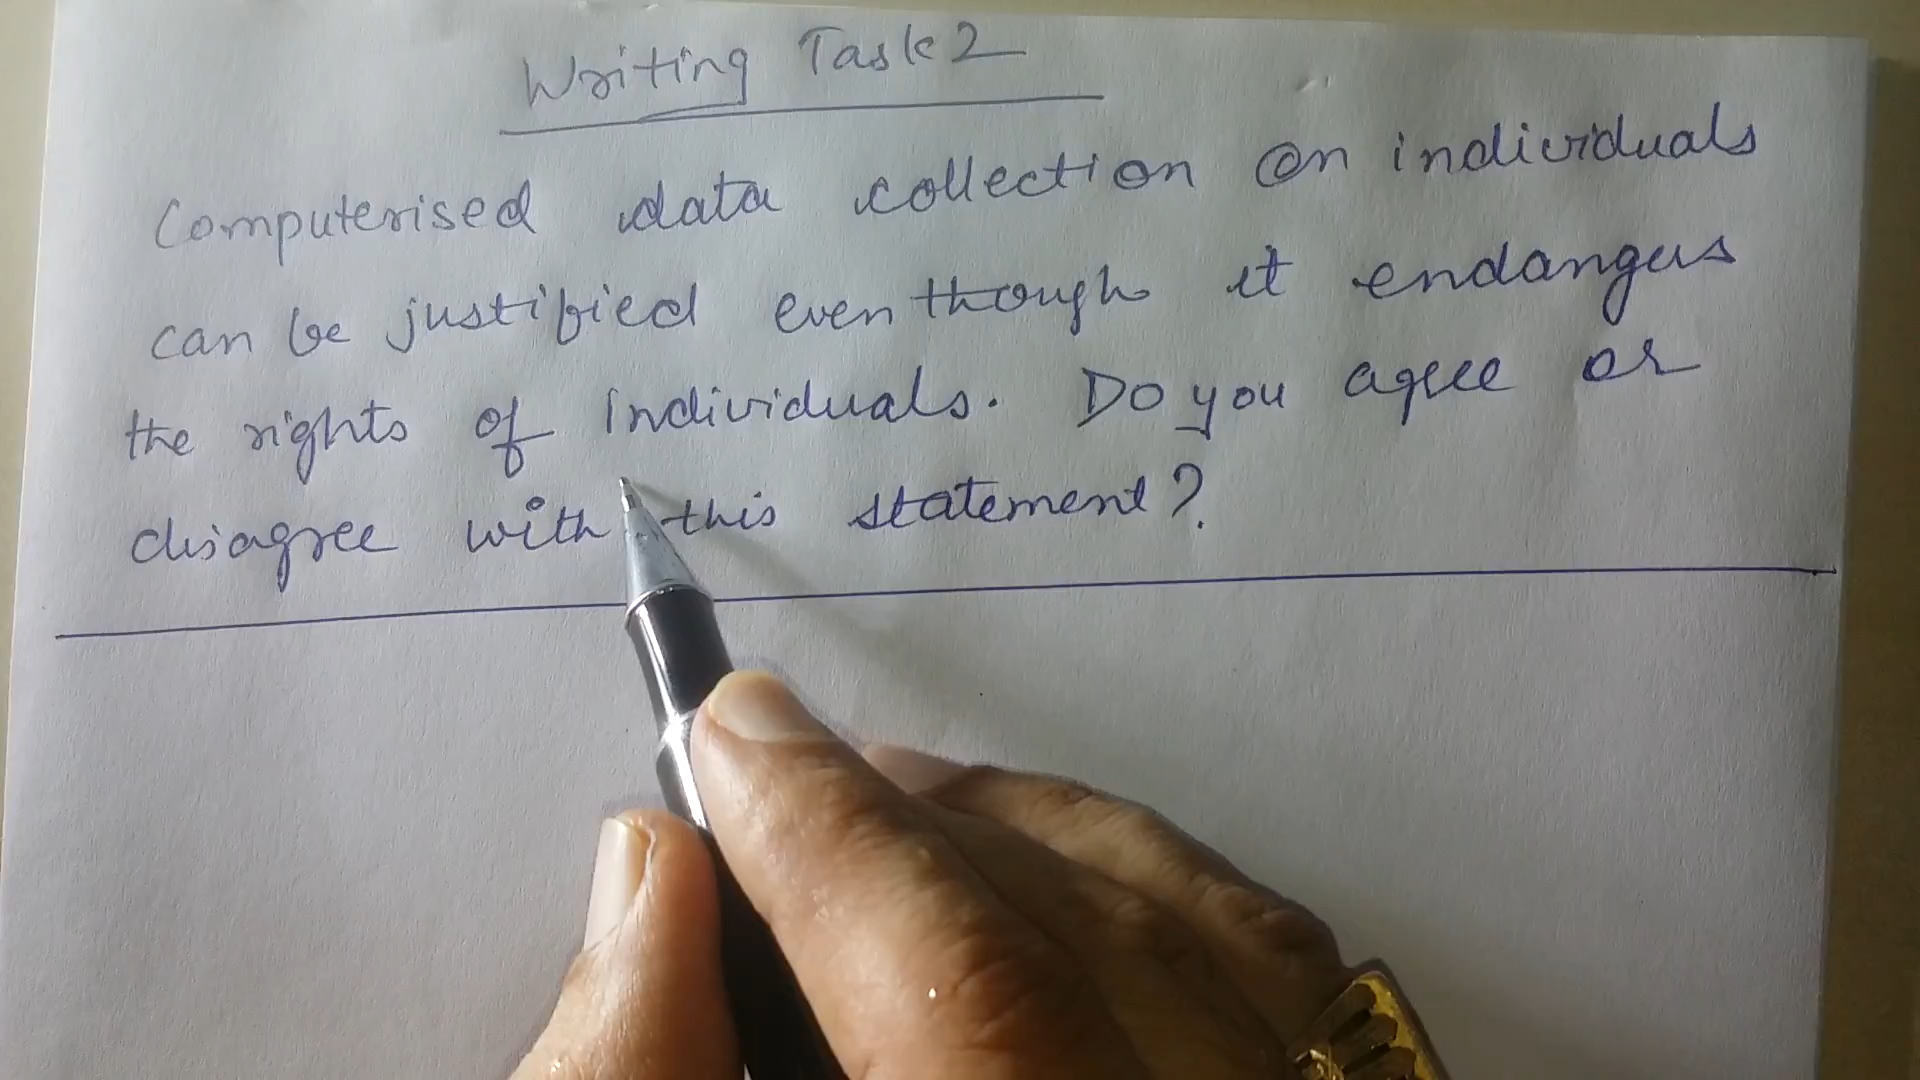 Writing Task 2
Computerised data collection on individuals
can be justified even though it endangers
the rights of individuals. Do you agree or
disagree with this statement?